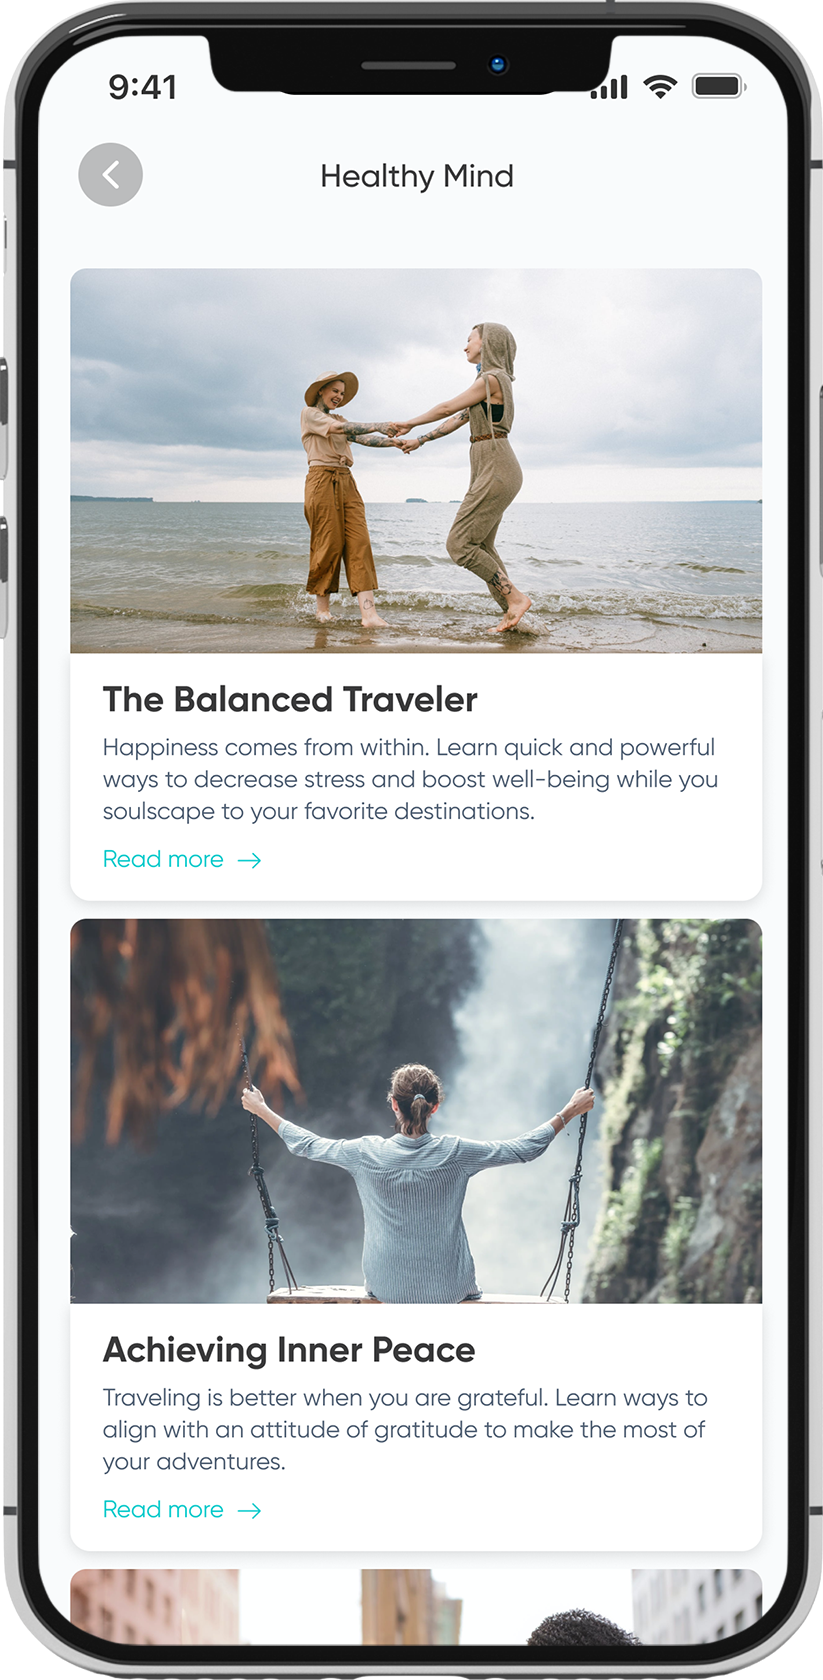 9:41
Healthy Mind
The Balanced Traveler
Happiness comes from within. Learn quick and powerful
ways to decrease stress and boost well-being while you
soulscape to your favorite destinations.
Read more →
Achieving Inner Peace
Traveling is better when you are grateful. Learn ways to
align with an attitude of gratitude to make the most of
your adventures.
Read more →